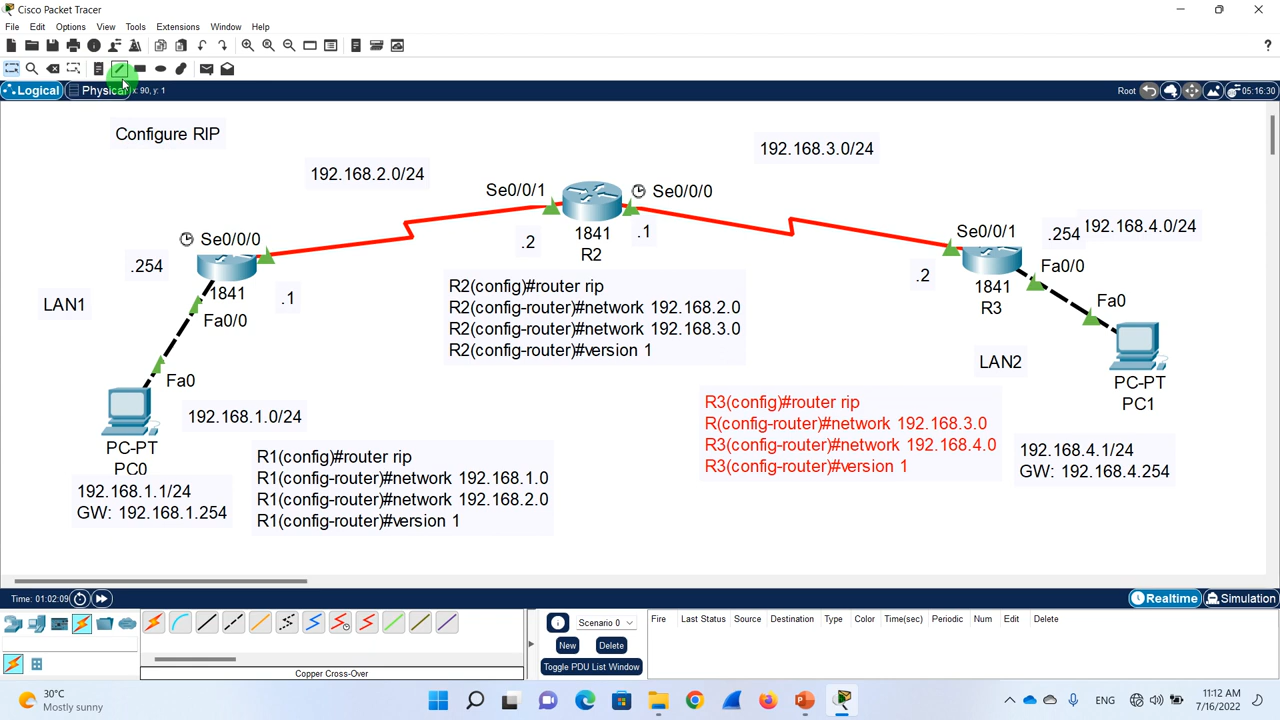 Cisco Packet Tracer
File Edit Options View Tools Extensions Window Help
?
Logical Physical x: 90, y: 1 Root 05:16:30
Configure RIP
192.168.3.0/24
192.168.2.0/24
Se0/0/1 Se0/0/0
1841
R2
.2 .1
Se0/0/0
.254
1841
.1
LAN1
Fa0/0
Fa0
192.168.1.0/24
PC-PT
PC0
192.168.1.1/24
GW: 192.168.1.254
R2(config)#router rip
R2(config-router)#network 192.168.2.0
R2(config-router)#network 192.168.3.0
R2(config-router)#version 1
R1(config)#router rip
R1(config-router)#network 192.168.1.0
R1(config-router)#network 192.168.2.0
R1(config-router)#version 1
Se0/0/1 .254 192.168.4.0/24
.2
1841
R3
Fa0/0
Fa0
LAN2
PC-PT
PC1
R3(config)#router rip
R(config-router)#network 192.168.3.0
R3(config-router)#network 192.168.4.0
R3(config-router)#version 1
192.168.4.1/24
GW: 192.168.4.254
Time: 01:02:09 Realtime Simulation
Scenario 0
New Delete
Toggle PDU List Window
Fire Last Status Source Destination Type Color Time(sec) Periodic Num Edit Delete
Copper Cross-Over
30°C
Mostly sunny
ENG
11:12 AM
7/16/2022